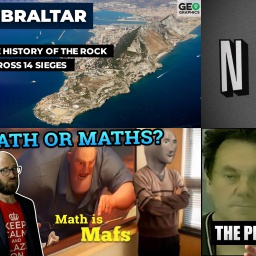 IBRALTAR
GEO
GRAPHICS
HISTORY OF THE ROCK
ROSS 14 SIEGES
N
ATH OR MATHS?
KEEP
CALM
AND
Math is
Mafs
THE P